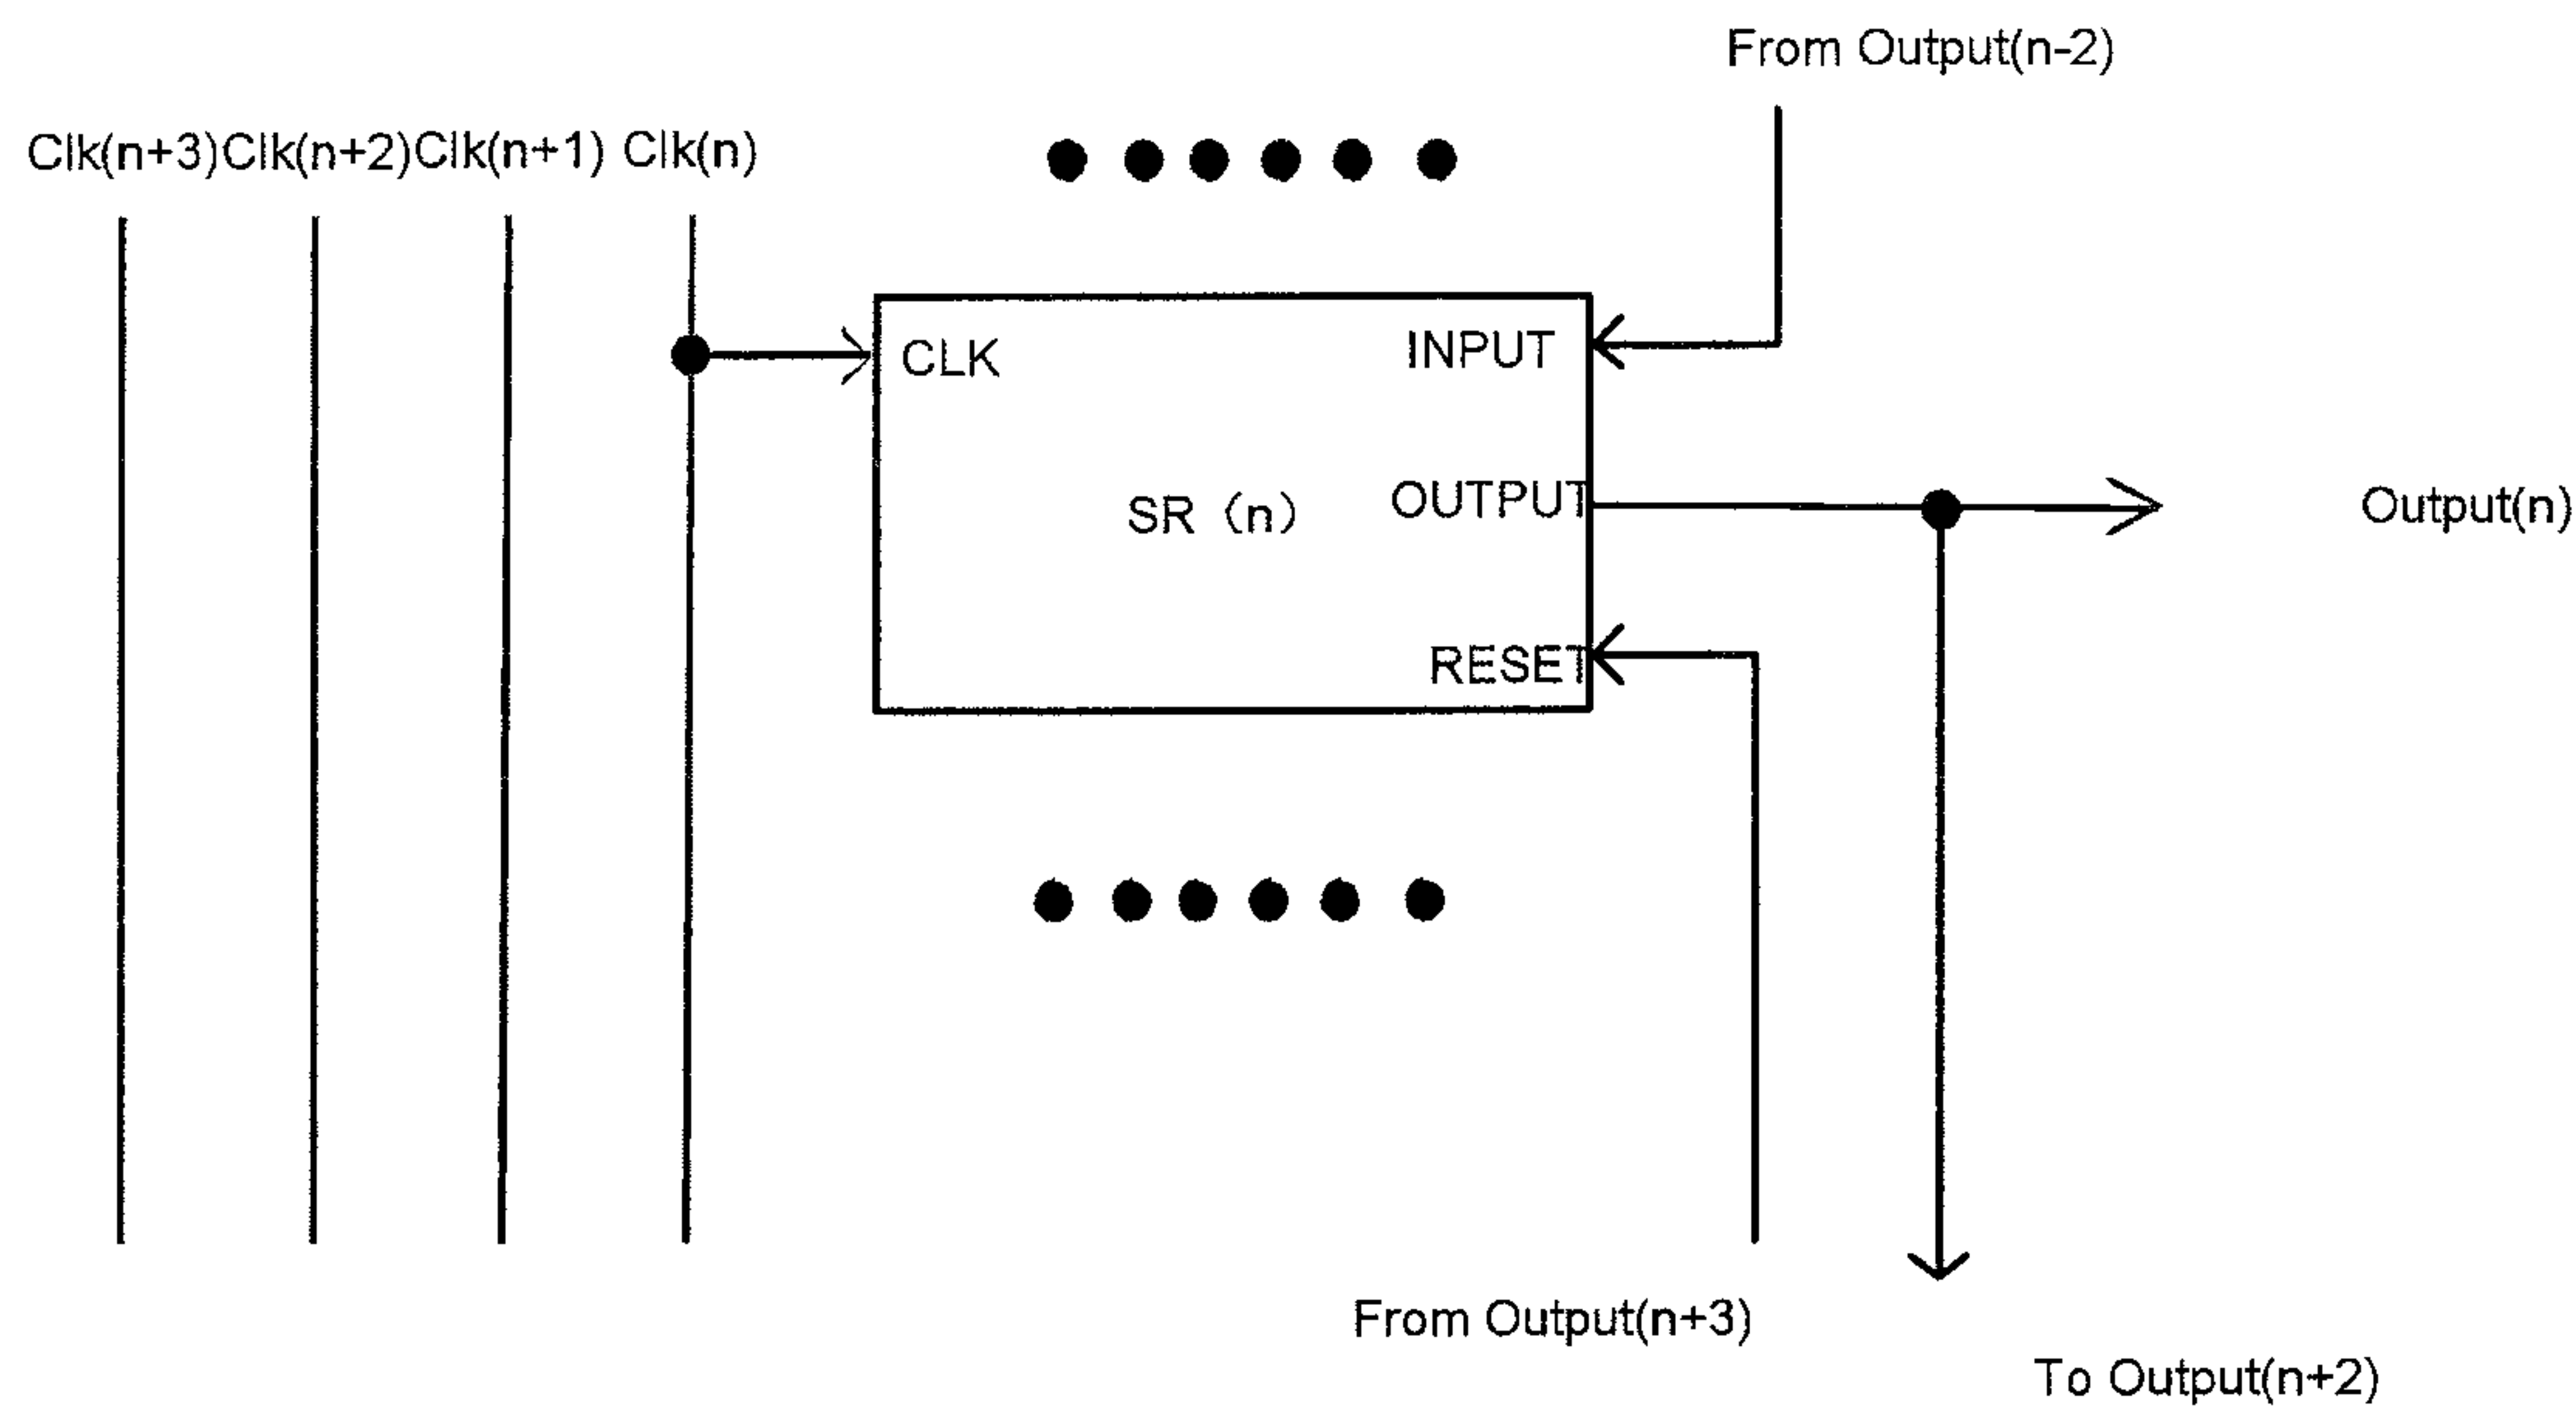 From Output(n-2)
Clk(n+3)Clk(n+2)Clk(n+1) Clk(n)
CLK
INPUT
SR (n)
OUTPUT
Output(n)
RESET
From Output(n+3)
To Output(n+2)